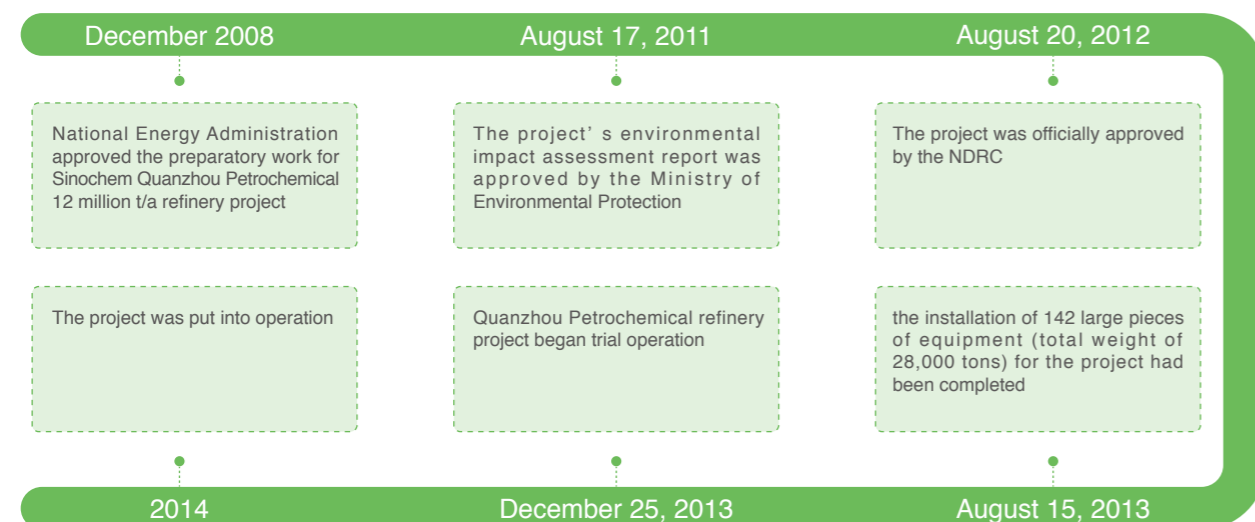 December 2008
August 17, 2011
August 20, 2012
National Energy Administration
approved the preparatory work for
Sinochem Quanzhou Petrochemical
12 million t/a refinery project
The project’ s environmental
impact assessment report was
approved by the Ministry of
Environmental Protection
The project was officially approved
by the NDRC
The project was put into operation
Quanzhou Petrochemical refinery
project began trial operation
the installation of 142 large pieces
of equipment (total weight of
28,000 tons) for the project had
been completed
2014
December 25, 2013
August 15, 2013